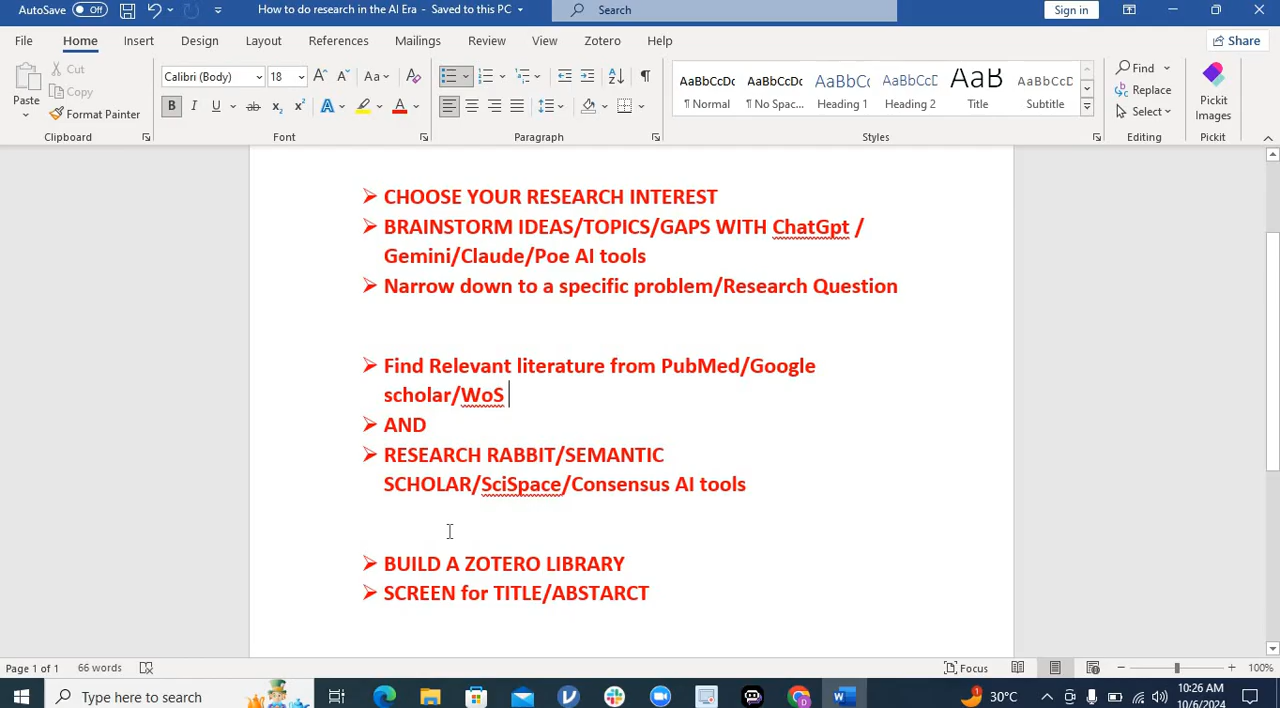 AutoSave Off How to do research in the AI Era - Saved to this PC Search Sign in
File Home Insert Design Layout References Mailings Review View Zotero Help Share
Paste Cut Copy Format Painter Clipboard
Calibri (Body) 18 Aa B I U ab x₂ x² A A Font
Paragraph
AaBbCcDc AaBbCcDc AaBbCc AaBbCcD AaB AaBbCcD
¶ Normal ¶ No Spac... Heading 1 Heading 2 Title Subtitle
Styles
Find Replace Select Editing
Pickit Images Pickit
CHOOSE YOUR RESEARCH INTEREST
BRAINSTORM IDEAS/TOPICS/GAPS WITH ChatGpt /
Gemini/Claude/Poe AI tools
Narrow down to a specific problem/Research Question
Find Relevant literature from PubMed/Google
scholar/WoS
AND
RESEARCH RABBIT/SEMANTIC
SCHOLAR/SciSpace/Consensus AI tools
BUILD A ZOTERO LIBRARY
SCREEN for TITLE/ABSTARCT
Page 1 of 1 66 words Focus 100%
Type here to search 30°C 10:26 AM
10/6/2024